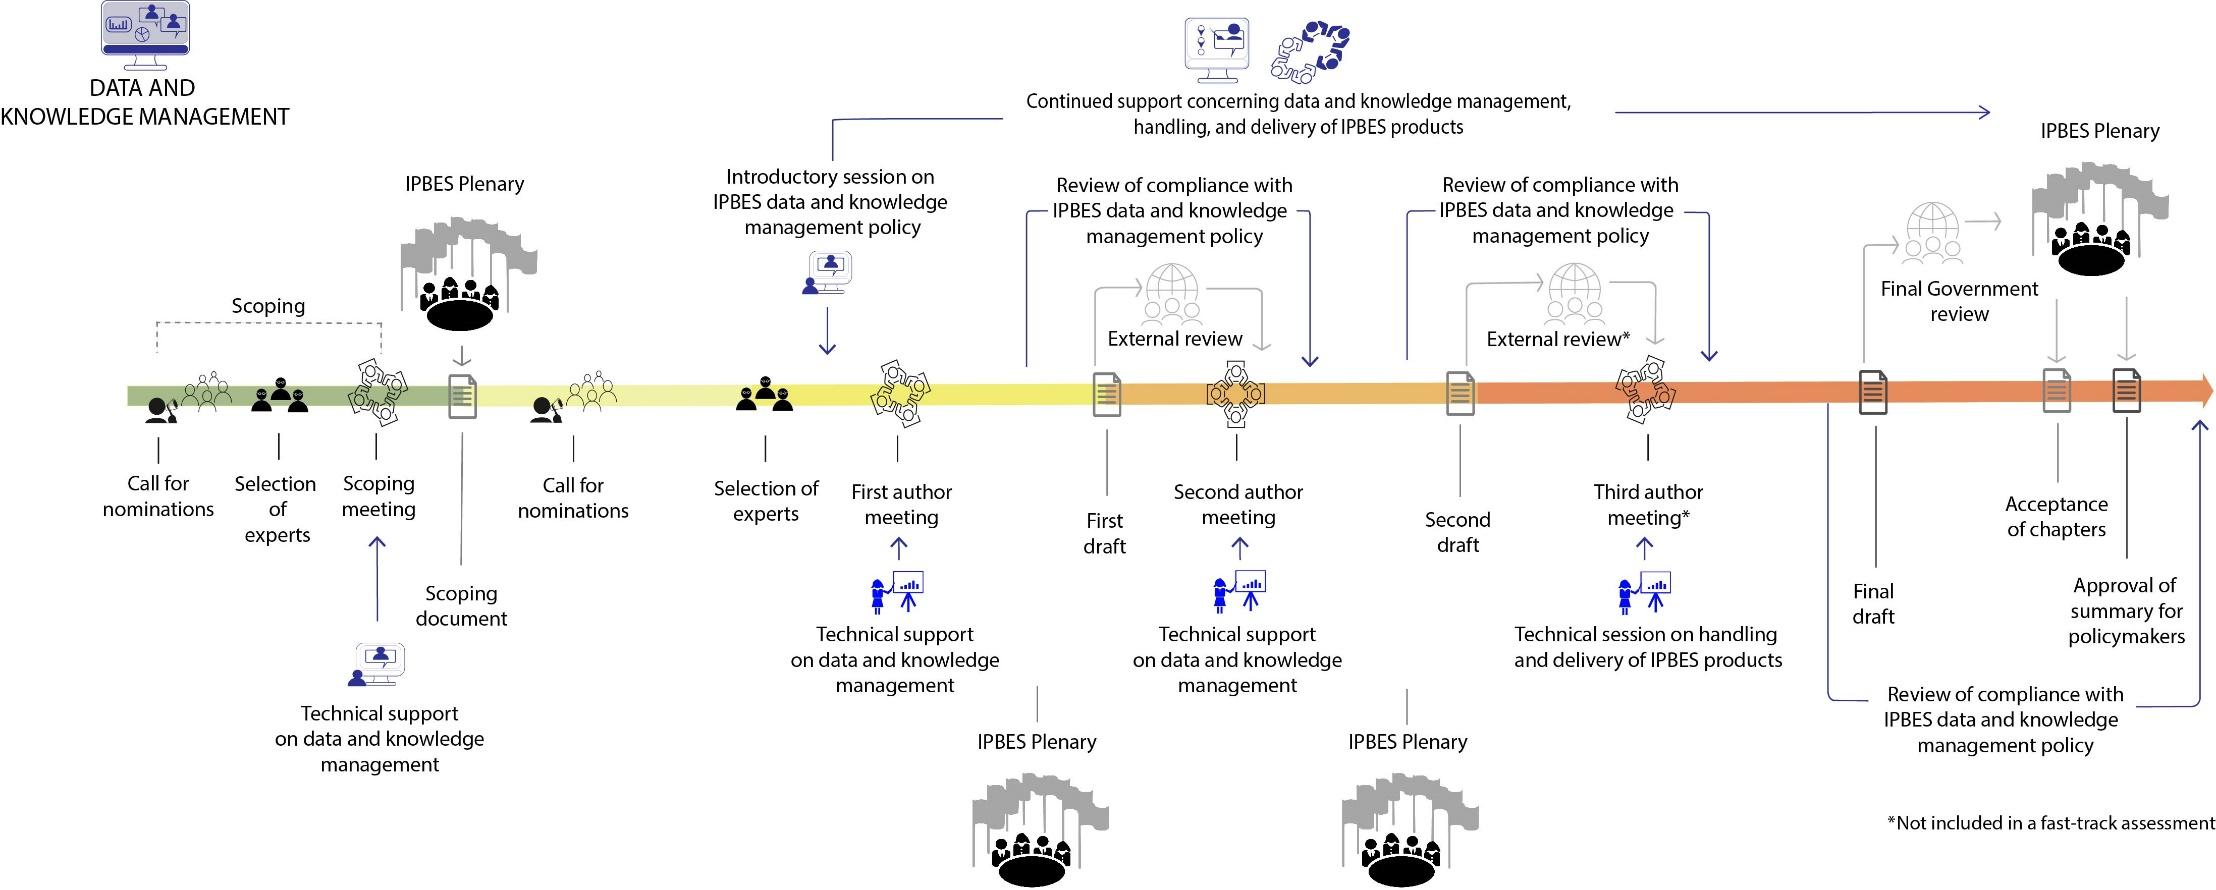 DATA AND
KNOWLEDGE MANAGEMENT
Continued support concerning data and knowledge management,
handling, and delivery of IPBES products
IPBES Plenary
IPBES Plenary
Introductory session on
IPBES data and knowledge
management policy
Review of compliance with
IPBES data and knowledge
management policy
Review of compliance with
IPBES data and knowledge
management policy
Scoping
External review
External review*
Final Government
review
Call for
nominations
Selection
of
experts
Scoping
meeting
Scoping
document
Call for
nominations
Selection of
experts
First author
meeting
First
draft
Second author
meeting
Second
draft
Third author
meeting*
Final
draft
Acceptance
of chapters
Approval of
summary for
policymakers
Technical support
on data and knowledge
management
Technical support
on data and knowledge
management
Technical support
on data and knowledge
management
Technical session on handling
and delivery of IPBES products
Review of compliance with
IPBES data and knowledge
management policy
IPBES Plenary
IPBES Plenary
*Not included in a fast-track assessment